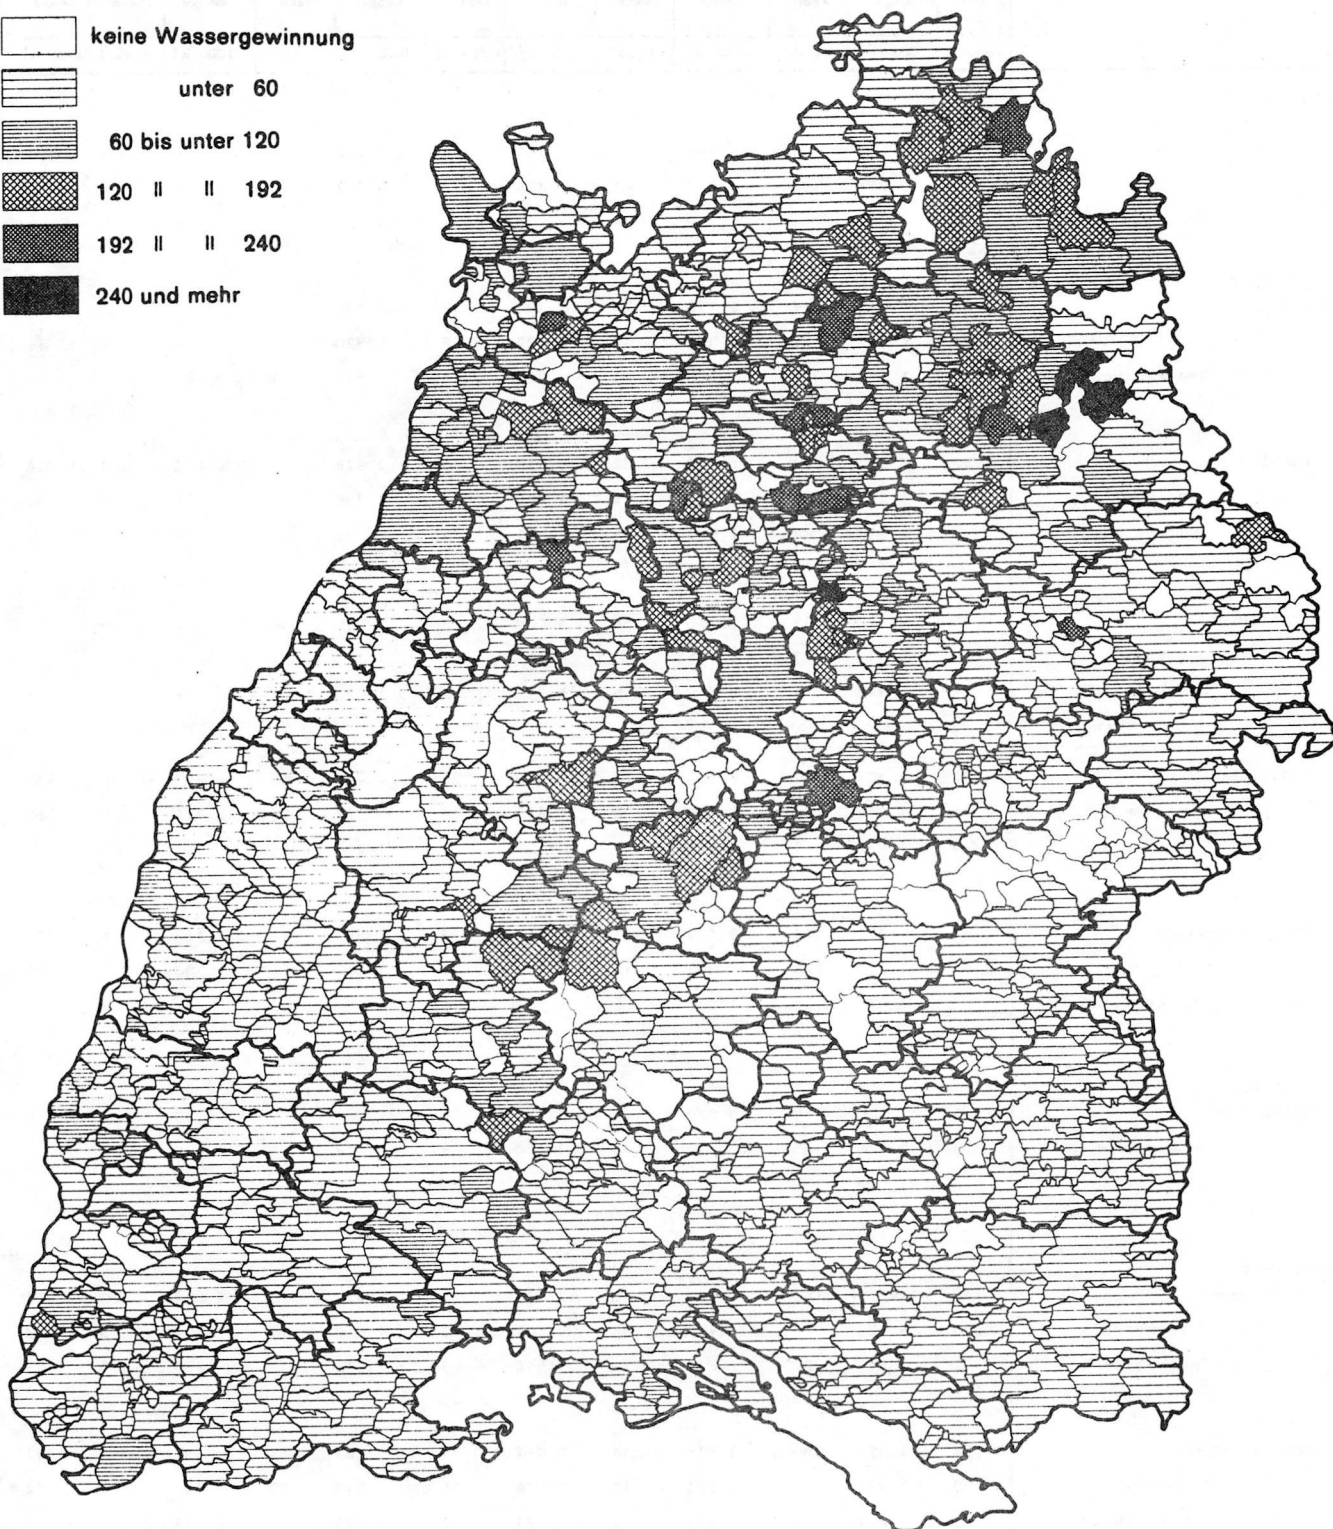 keine Wassergewinnung
unter 60
60 bis unter 120
120 " " 192
192 " " 240
240 und mehr